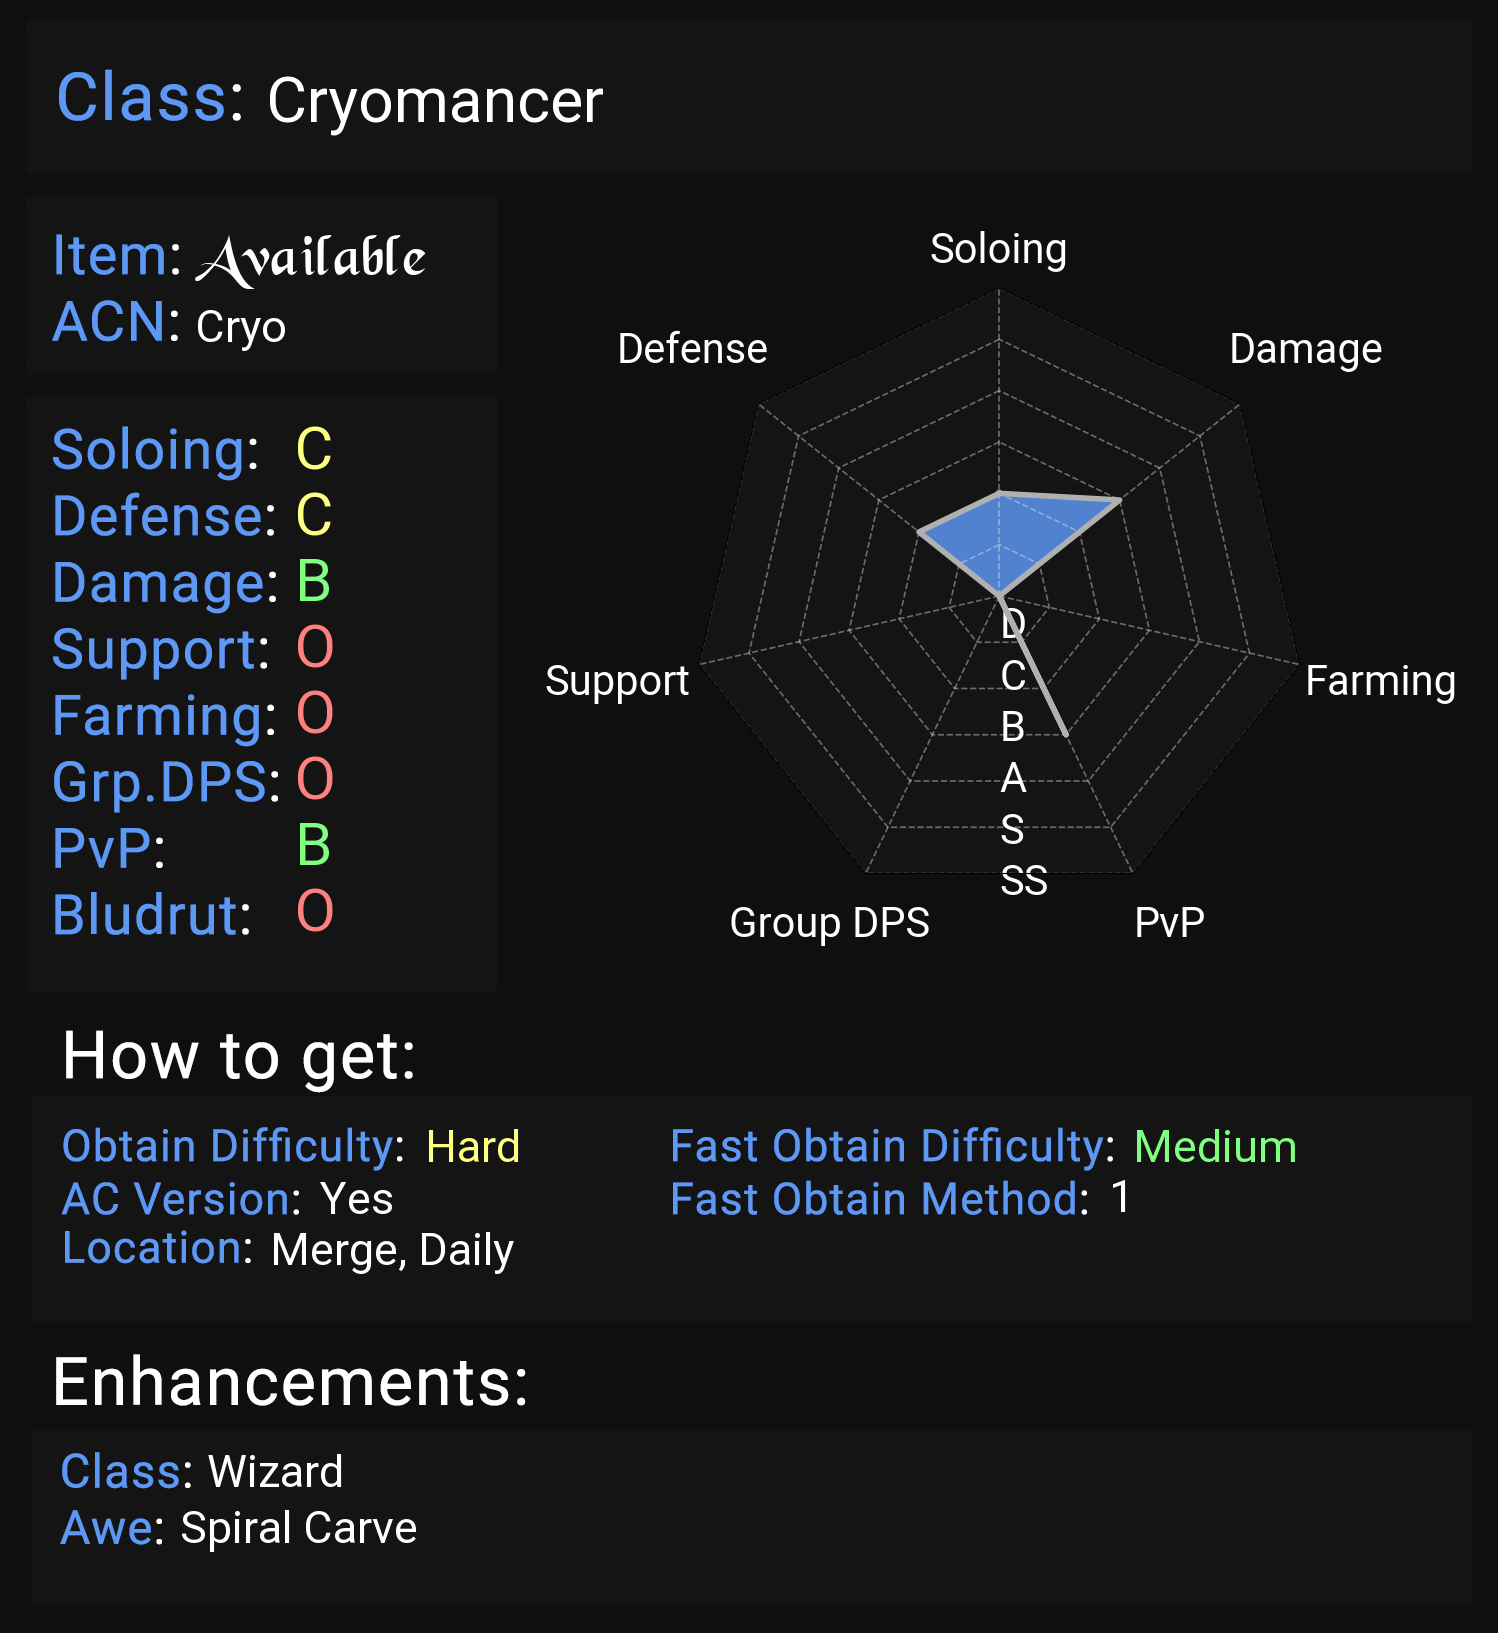 Class: Cryomancer
Item: Available
ACN: Cryo
Soloing: C
Defense: C
Damage: B
Support: O
Farming: O
Grp.DPS: O
PvP: B
Bludrut: O
Soloing
Defense
Damage
Support
Farming
Group DPS
PvP
D
C
B
A
S
SS
How to get:
Obtain Difficulty: Hard
AC Version: Yes
Location: Merge, Daily
Fast Obtain Difficulty: Medium
Fast Obtain Method: 1
Enhancements:
Class: Wizard
Awe: Spiral Carve